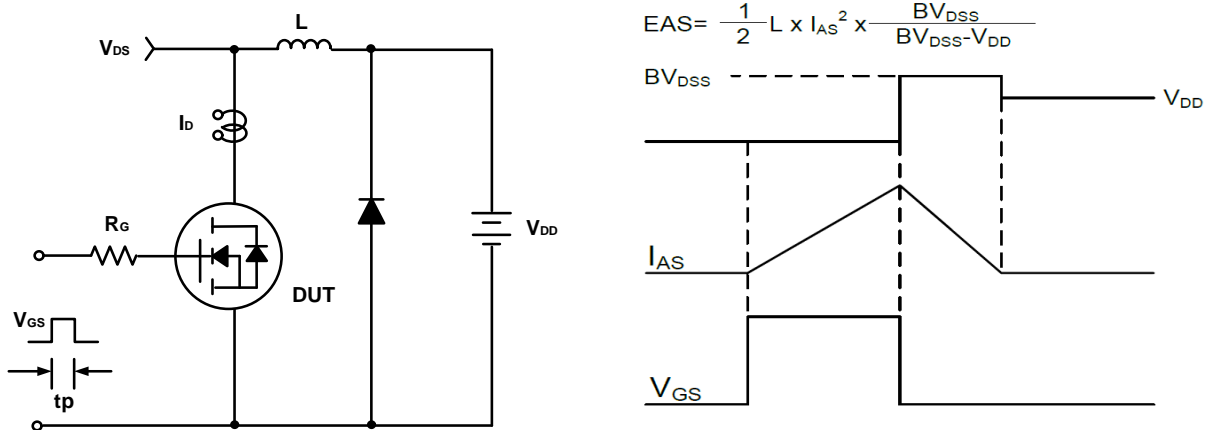 L
VDS
ID
RG
VDD
DUT
VGS
tp
EAS= 1/2 L x IAS² x BVDSS/BVDSS-VDD
BVDSS
VDD
IAS
VGS